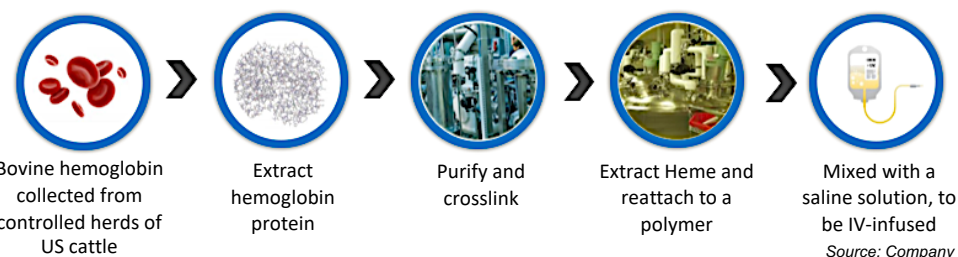 Bovine hemoglobin
collected from
controlled herds of
US cattle
Extract
hemoglobin
protein
Purify and
crosslink
Extract Heme and
reattach to a
polymer
Mixed with a
saline solution, to
be IV-infused
Source: Company